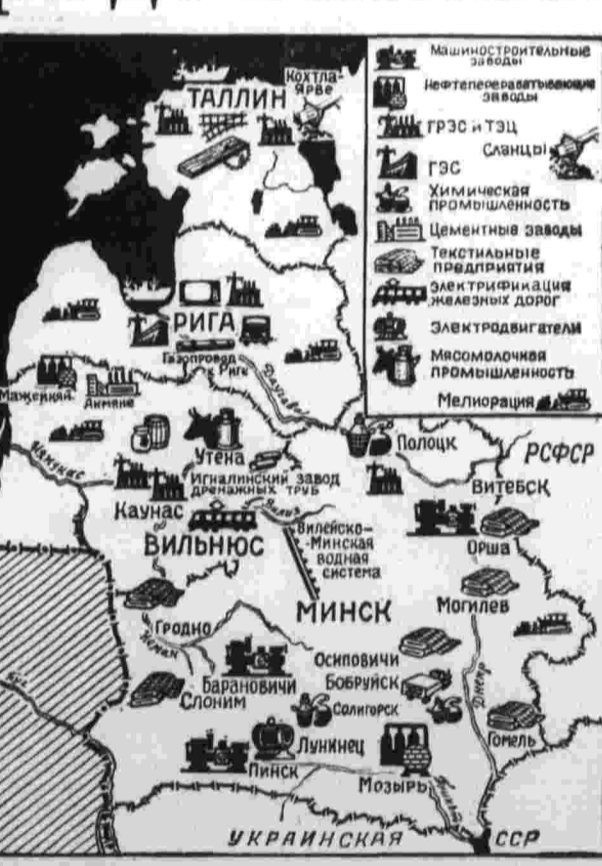 Машиностроительные
заводы
Нефтеперерабатывающие
заводы
ГРЭС и ТЭЦ
Сланцы
ГЭС
Химическая
промышленность
Цементные заводы
Текстильные
предприятия
Электрификация
железных дорог
Электродвигатели
Мясомолочная
промышленность
Мелиорация
Кохтла-
Ярве
ТАЛЛИН
РИГА
Газопровод
Рига
Даугава
Мажейкяй
Акмяне
Полоцк
РСФСР
Утена
Нямунас
Игналинский завод
дренажных труб
Витебск
Каунас
Вилия
Орша
ВИЛЬНЮС
Вилейско-
-Минская
водная
система
МИНСК
Могилев
Гродно
Неман
Осиповичи
Барановичи
Бобруйск
Днепр
Слоним
Солигорск
Гомель
Лунинец
Пинск
Мозырь
УКРАИНСКАЯ ССР